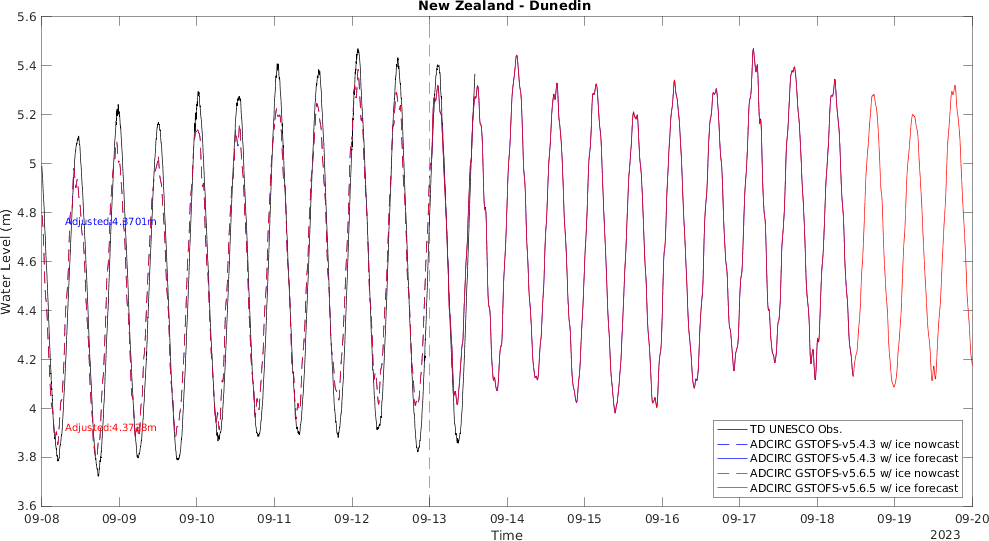 New Zealand - Dunedin
5.6
5.4
5.2
5
4.8
4.6
4.4
4.2
4
3.8
3.6
Water Level (m)
Adjusted:4.3701m
Adjusted:4.3728m
TD UNESCO Obs.
ADCIRC GSTOFS-v5.4.3 w/ ice nowcast
ADCIRC GSTOFS-v5.4.3 w/ ice forecast
ADCIRC GSTOFS-v5.6.5 w/ ice nowcast
ADCIRC GSTOFS-v5.6.5 w/ ice forecast
09-08 09-09 09-10 09-11 09-12 09-13 09-14 09-15 09-16 09-17 09-18 09-19 09-20
Time
2023